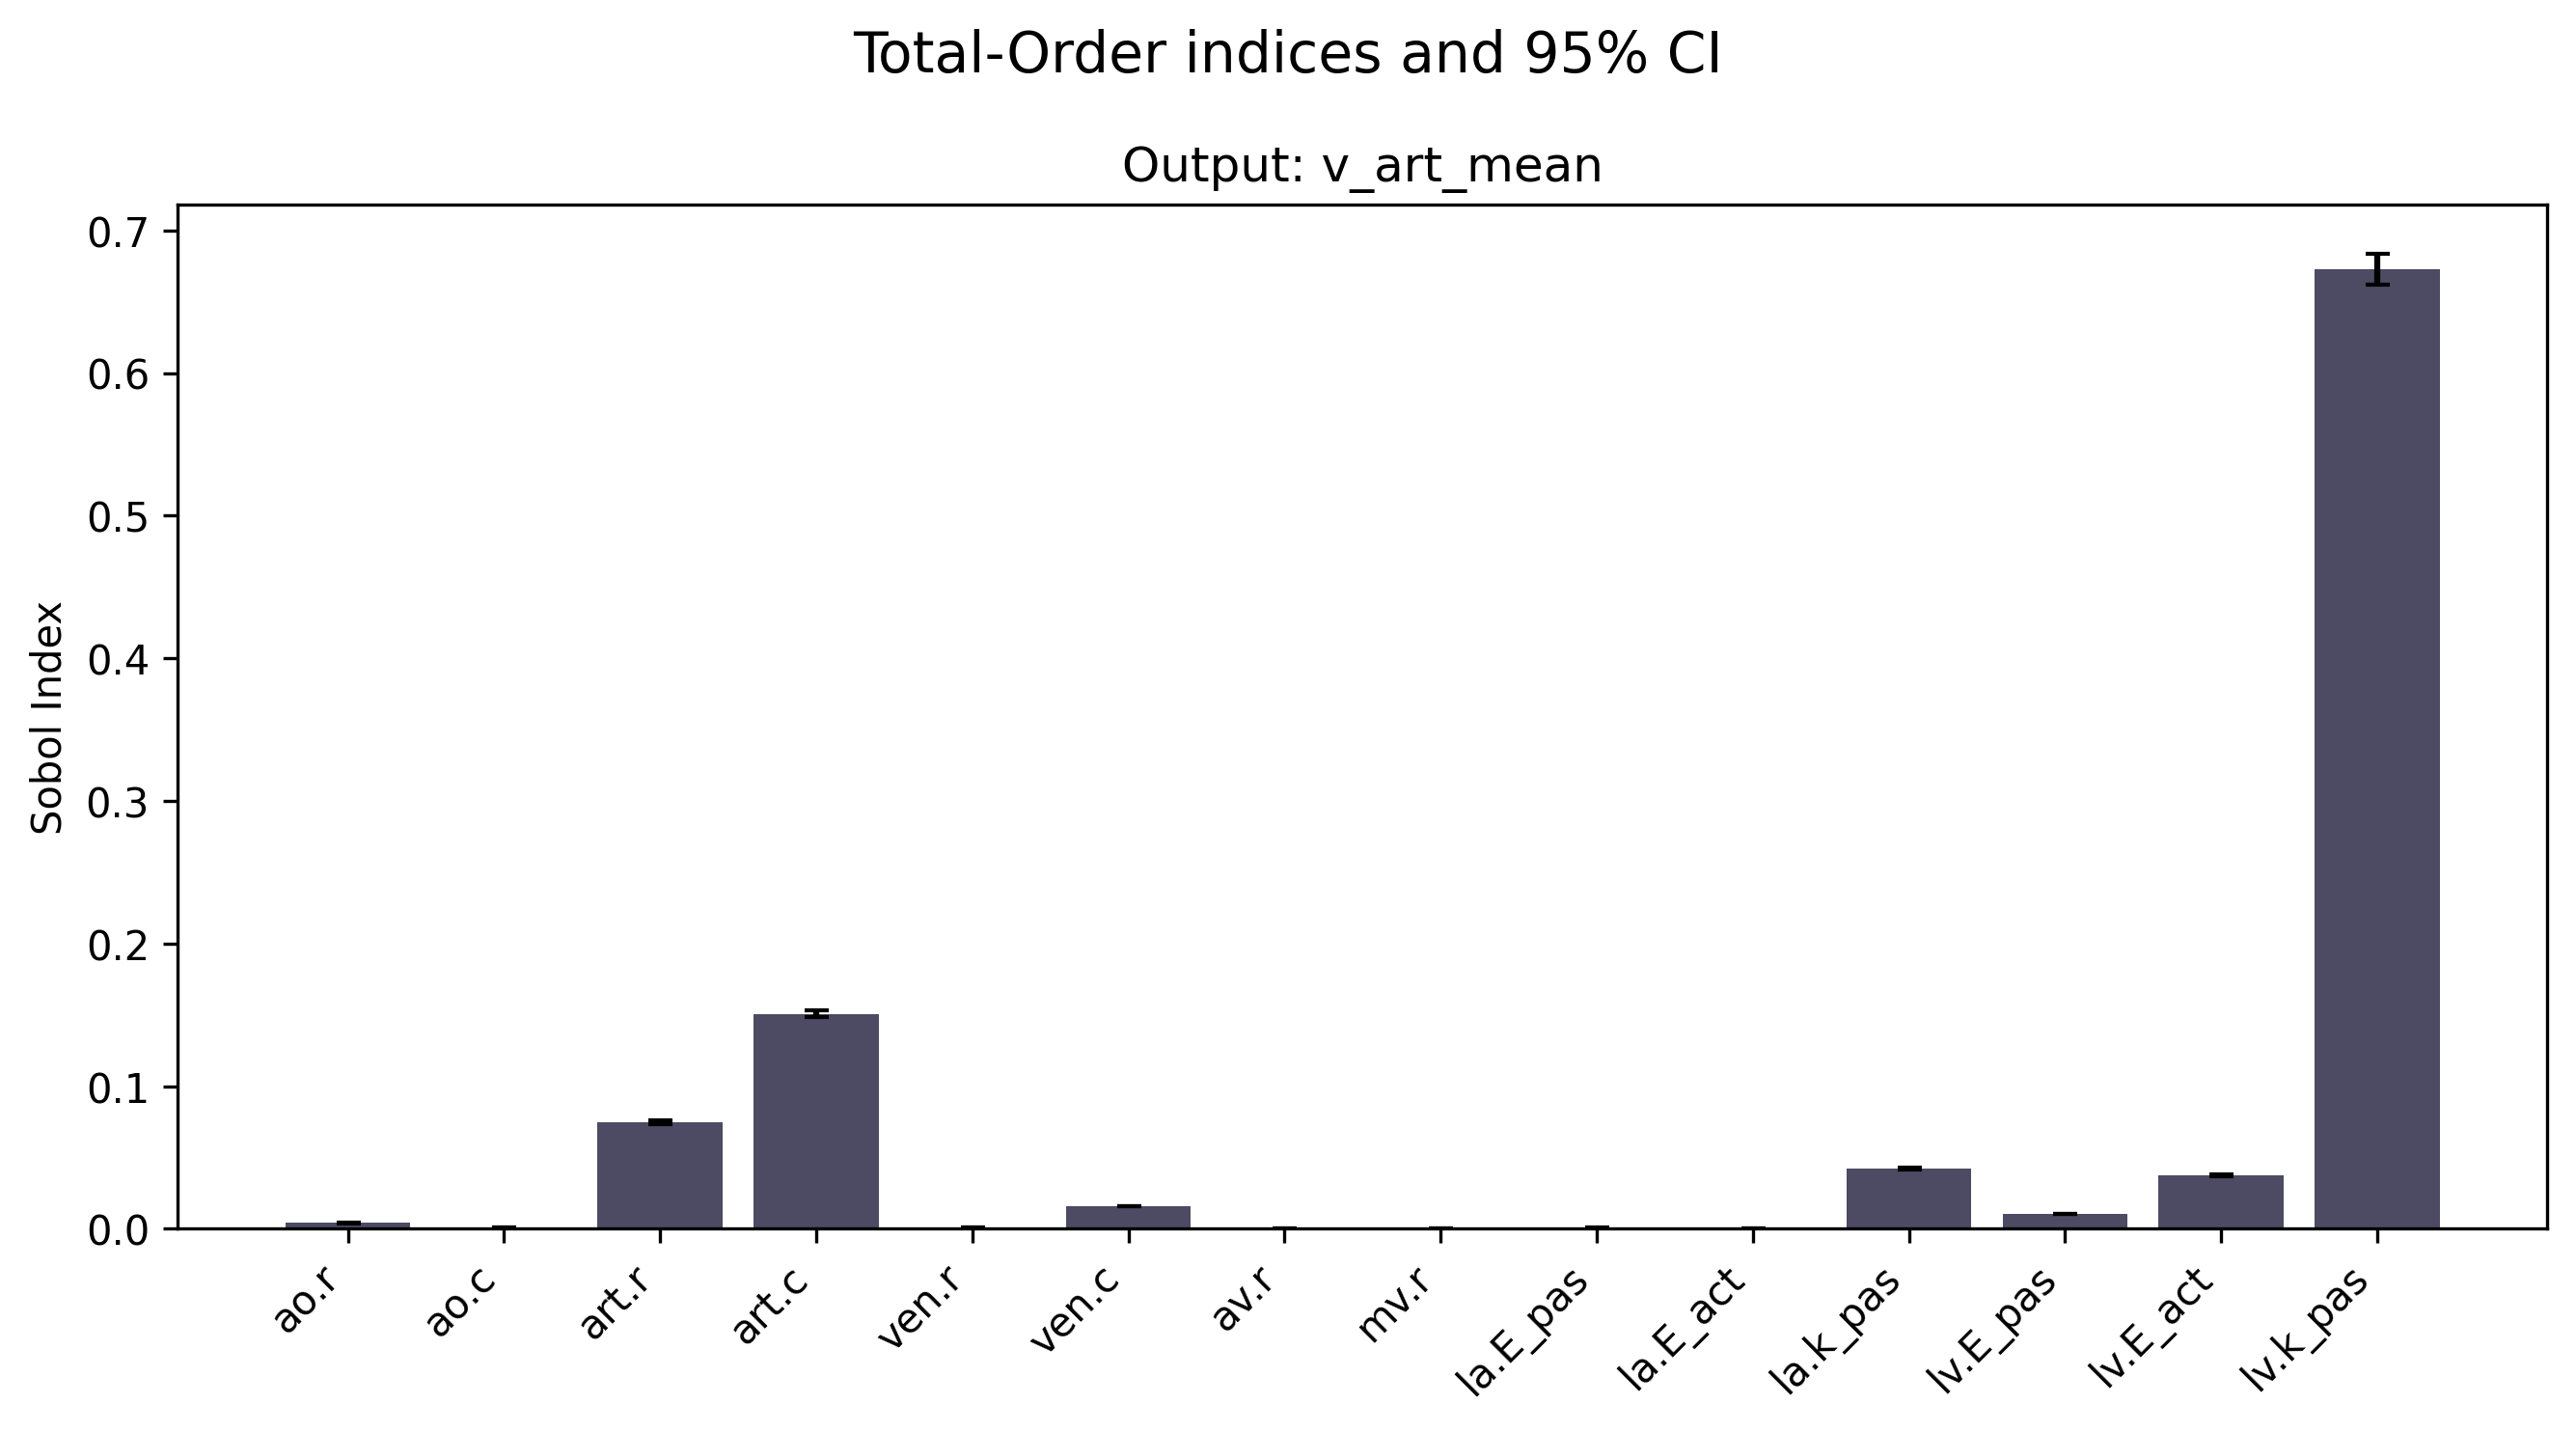 Total-Order indices and 95% CI
Output: v_art_mean
Sobol Index
0.7
0.6
0.5
0.4
0.3
0.2
0.1
0.0
ao.r
ao.c
art.r
art.c
ven.r
ven.c
av.r
mv.r
la.E_pas
la.E_act
la.k_pas
lv.E_pas
lv.E_act
lv.k_pas